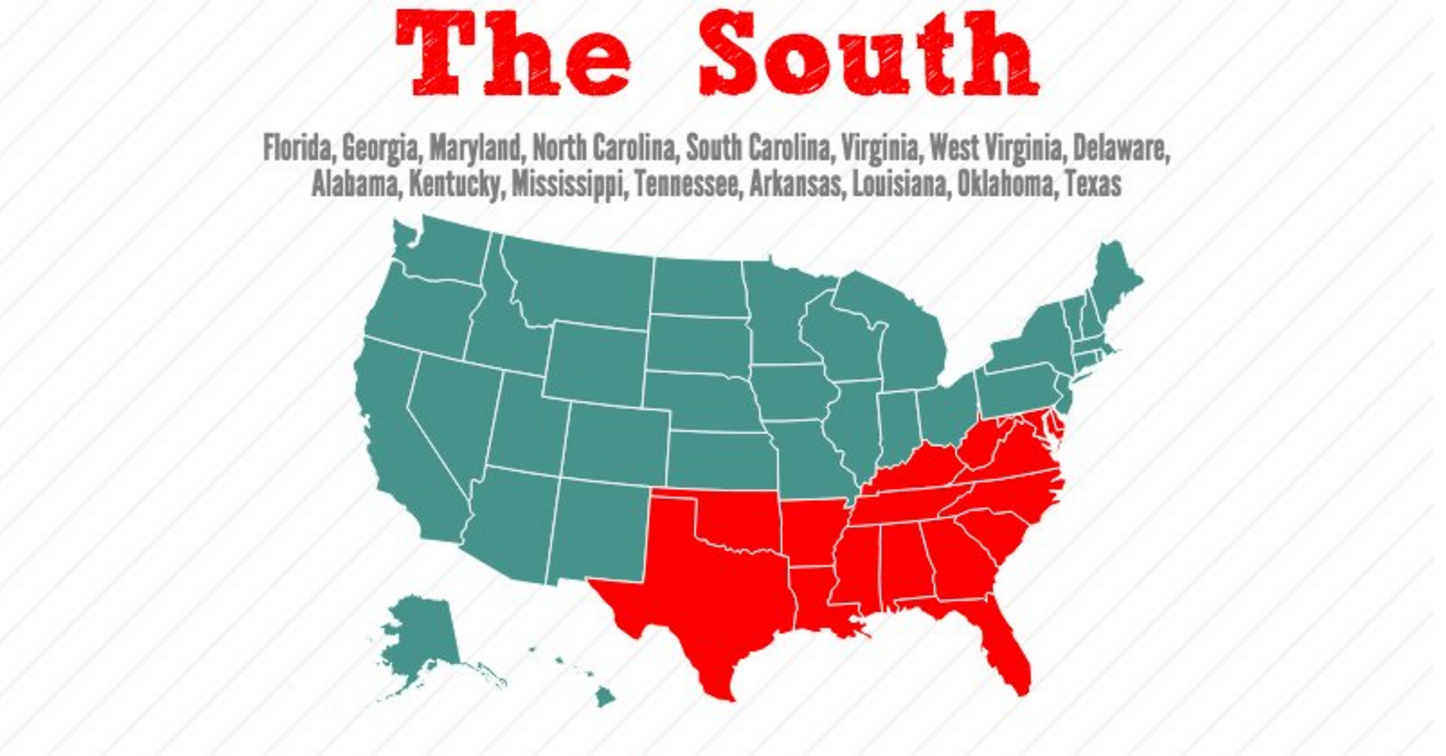 The South
Florida, Georgia, Maryland, North Carolina, South Carolina, Virginia, West Virginia, Delaware,
Alabama, Kentucky, Mississippi, Tennessee, Arkansas, Louisiana, Oklahoma, Texas